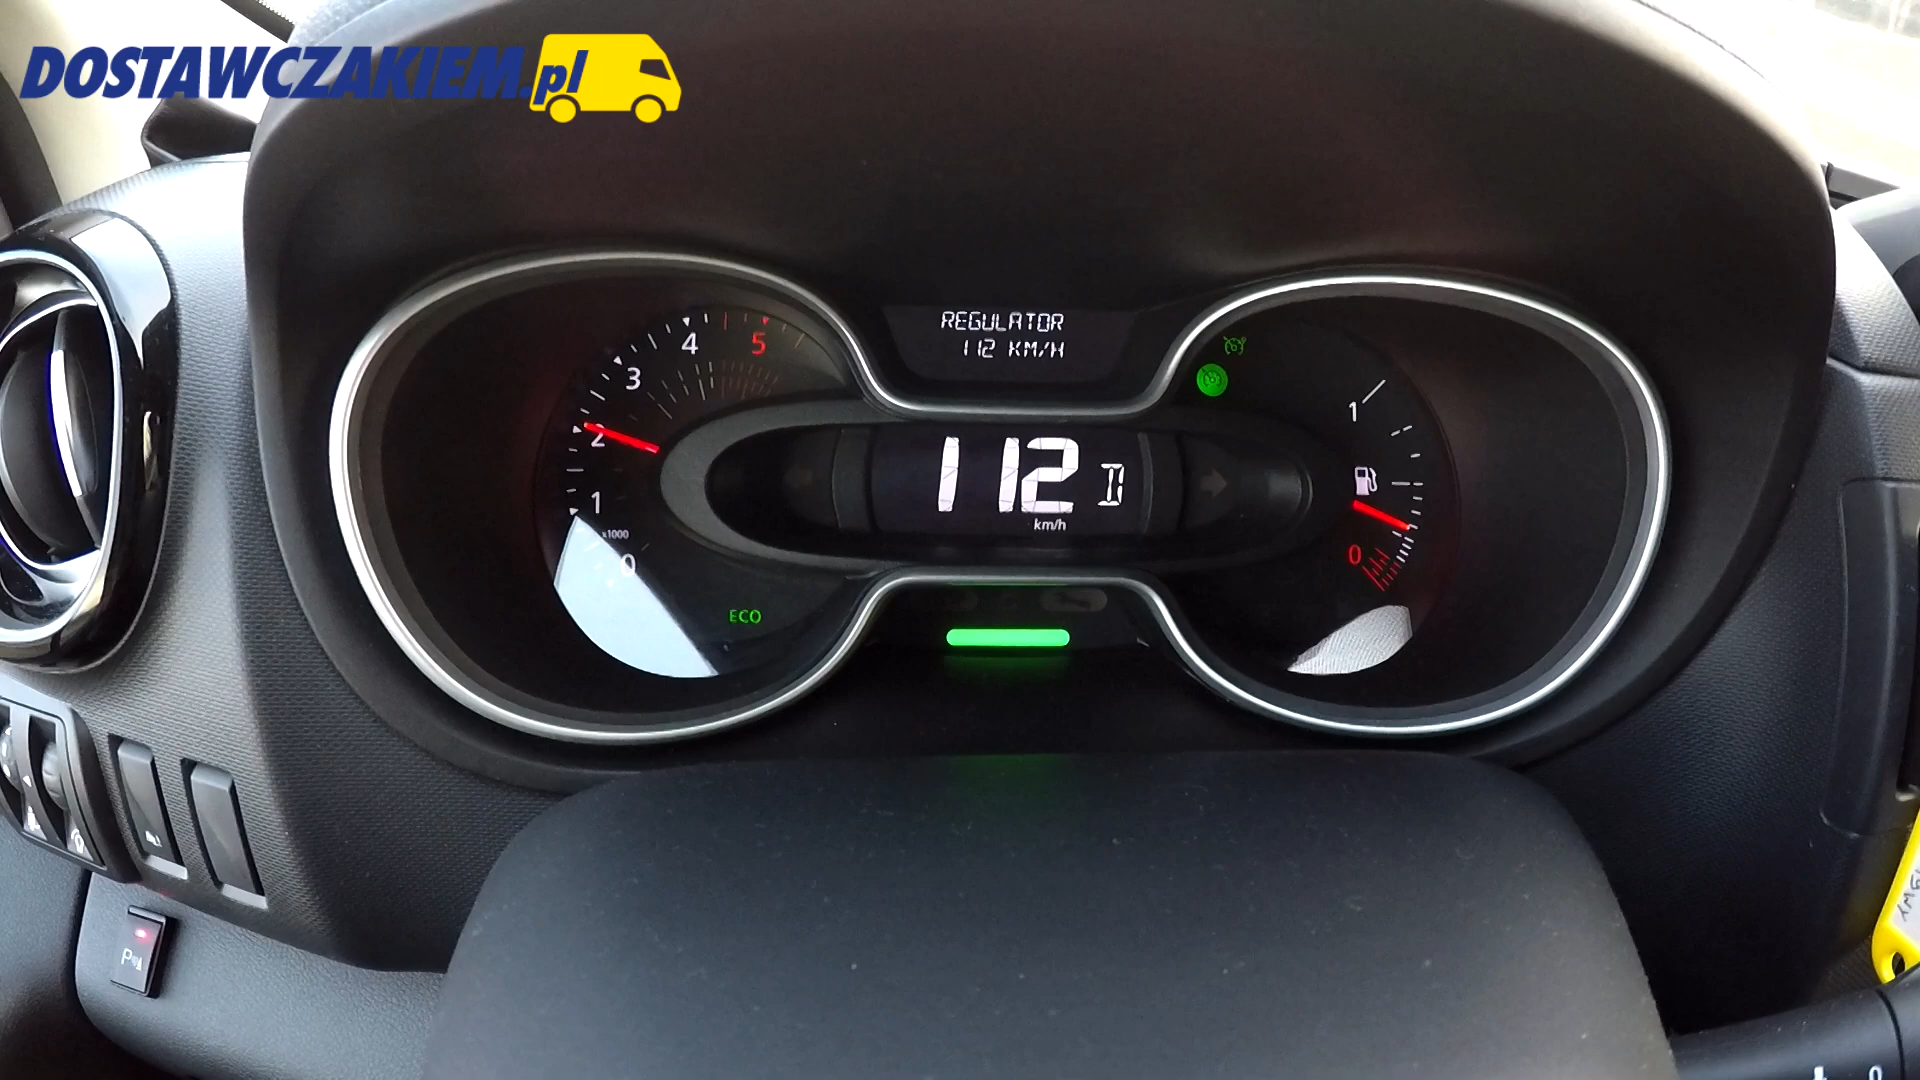 DOSTAWCZAKIEM.pl
REGULATOR
112 KM/H
4
5
3
2
1
x1000
0
112 D
km/h
1
0
ECO
P